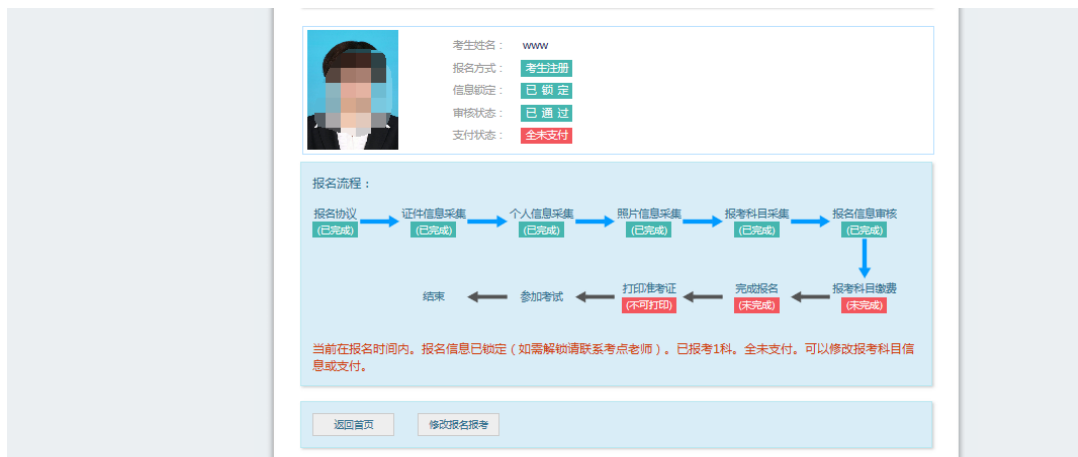 考生姓名： www
报名方式： 考生注册
信息锁定： 已 锁 定
审核状态： 已 通 过
支付状态： 全未支付
报名流程：
报名协议 证件信息采集 个人信息采集 照片信息采集 报考科目采集 报名信息审核
(已完成) (已完成) (已完成) (已完成) (已完成) (已完成)
结束 参加考试 打印准考证 完成报名 报考科目缴费
(不可打印) (未完成) (未完成)
当前在报名时间内。报名信息已锁定（如需解锁请联系考点老师）。已报考1科。全未支付。可以修改报考科目信
息或支付。
返回首页 修改报名报考